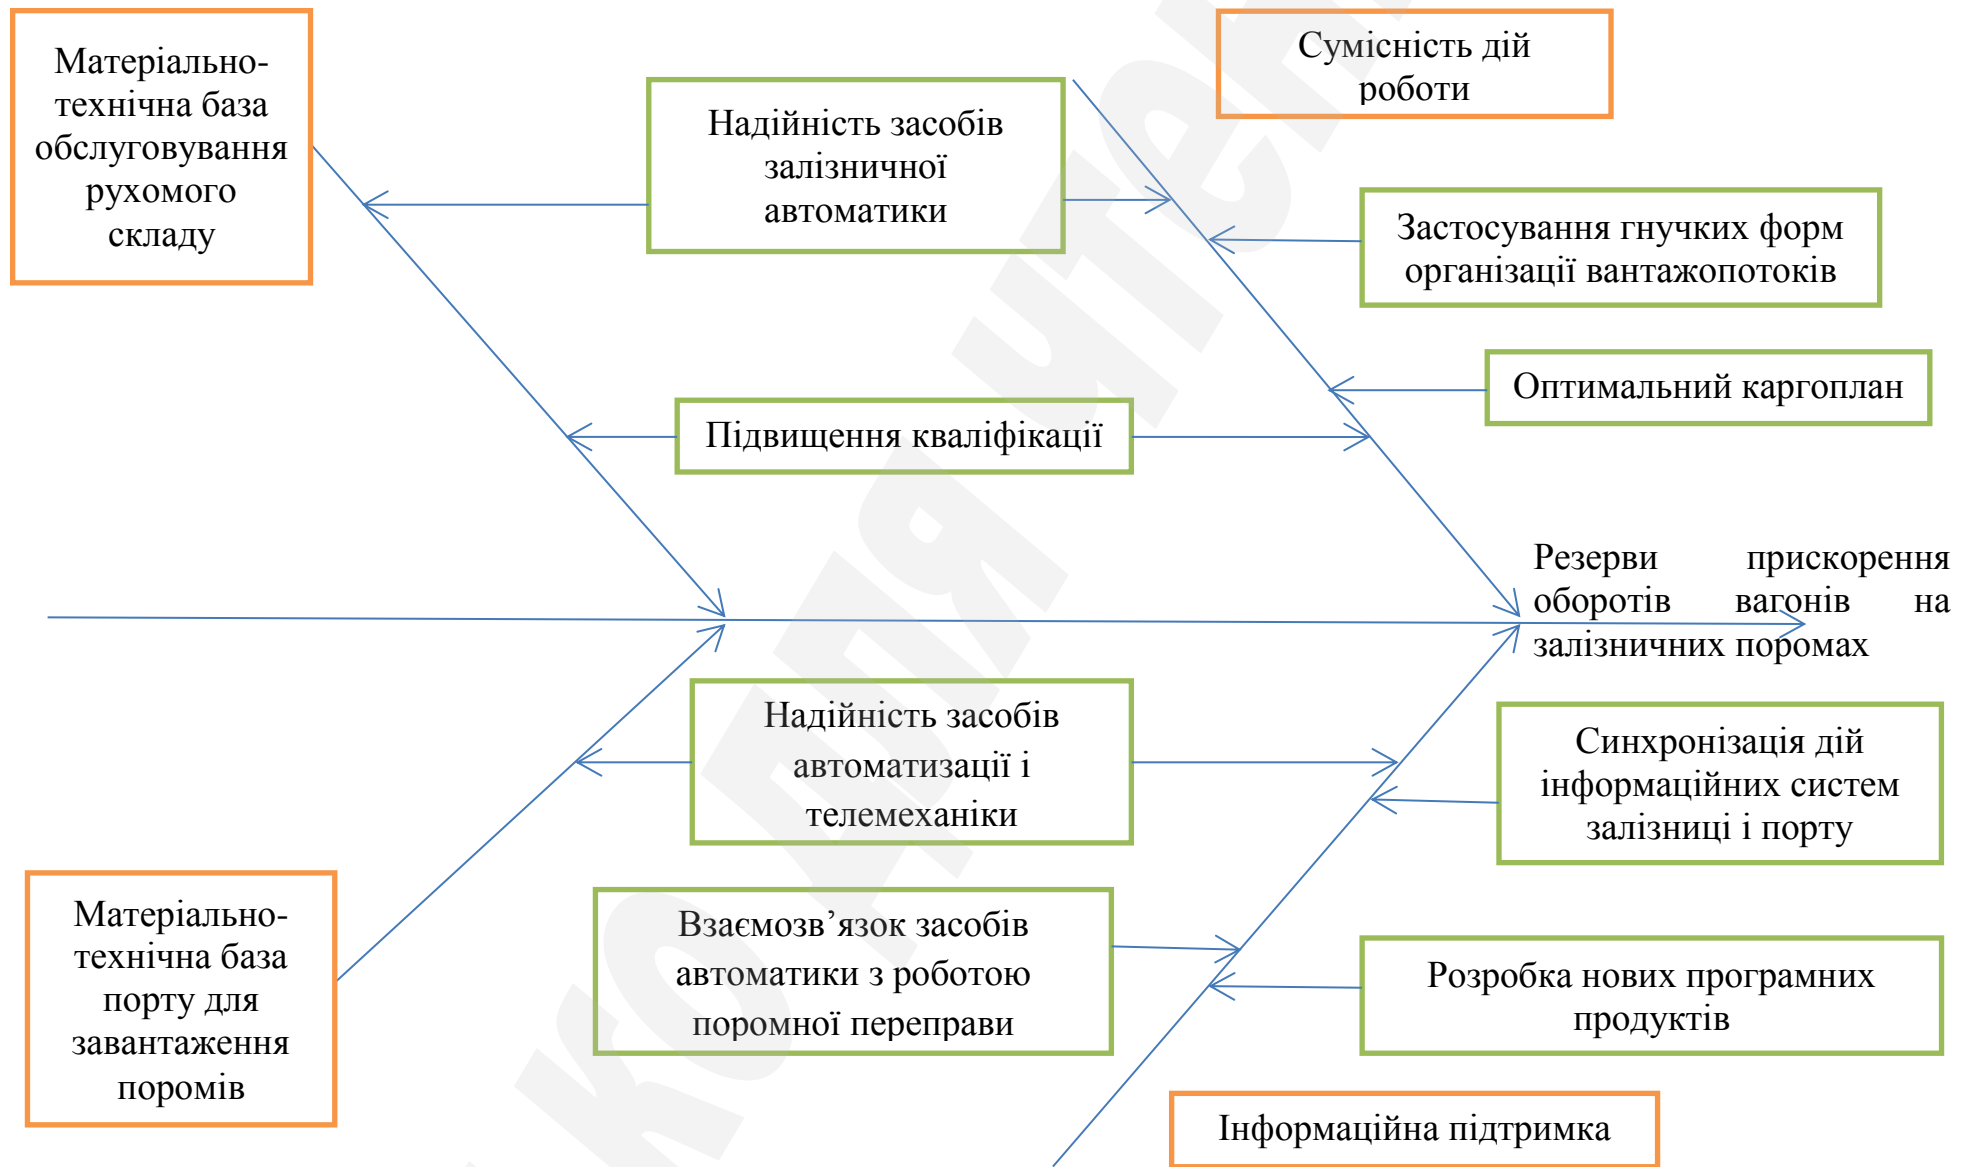 Матеріально-
технічна база
обслуговування
рухомого
складу
Надійність засобів
залізничної
автоматики
Сумісність дій
роботи
Застосування гнучких форм
організації вантажопотоків
Оптимальний каргоплан
Підвищення кваліфікації
Резерви прискорення
оборотів вагонів на
залізничних поромах
Надійність засобів
автоматизації і
телемеханіки
Синхронізація дій
інформаційних систем
залізниці і порту
Матеріально-
технічна база
порту для
завантаження
поромів
Взаємозв’язок засобів
автоматики з роботою
поромної переправи
Розробка нових програмних
продуктів
Інформаційна підтримка